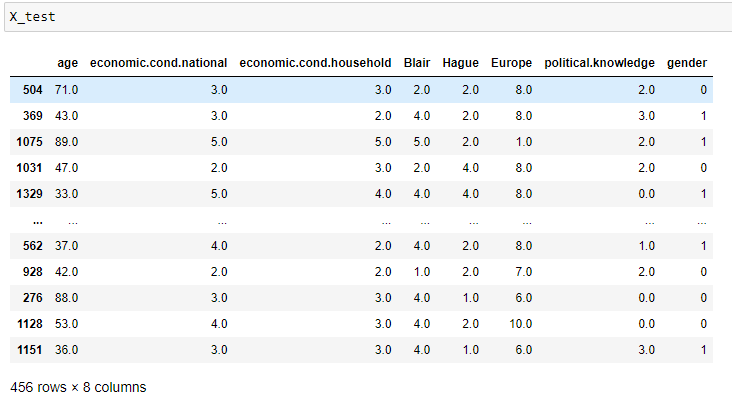 X_test
age economic.cond.national economic.cond.household Blair Hague Europe political.knowledge gender
504 71.0 3.0 3.0 2.0 2.0 8.0 2.0 0
369 43.0 3.0 2.0 4.0 2.0 8.0 3.0 1
1075 89.0 5.0 5.0 5.0 2.0 1.0 2.0 1
1031 47.0 2.0 3.0 2.0 4.0 8.0 2.0 0
1329 33.0 5.0 4.0 4.0 4.0 8.0 0.0 1
... ... ... ... ... ... ... ... ...
562 37.0 4.0 2.0 4.0 2.0 8.0 1.0 1
928 42.0 2.0 2.0 1.0 2.0 7.0 2.0 0
276 88.0 3.0 3.0 4.0 1.0 6.0 0.0 0
1128 53.0 4.0 3.0 4.0 2.0 10.0 0.0 0
1151 36.0 3.0 3.0 4.0 1.0 6.0 3.0 1
456 rows × 8 columns